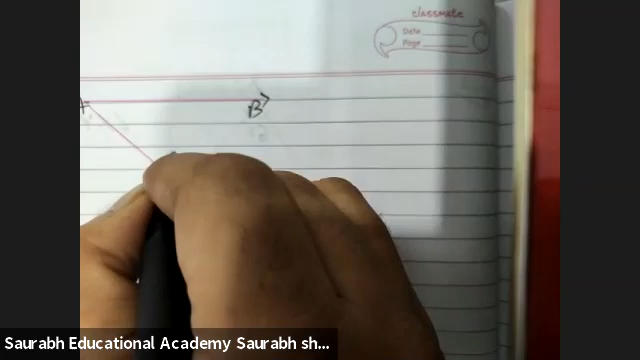 classmate
Date
Page
A
B
Saurabh Educational Academy Saurabh sh...